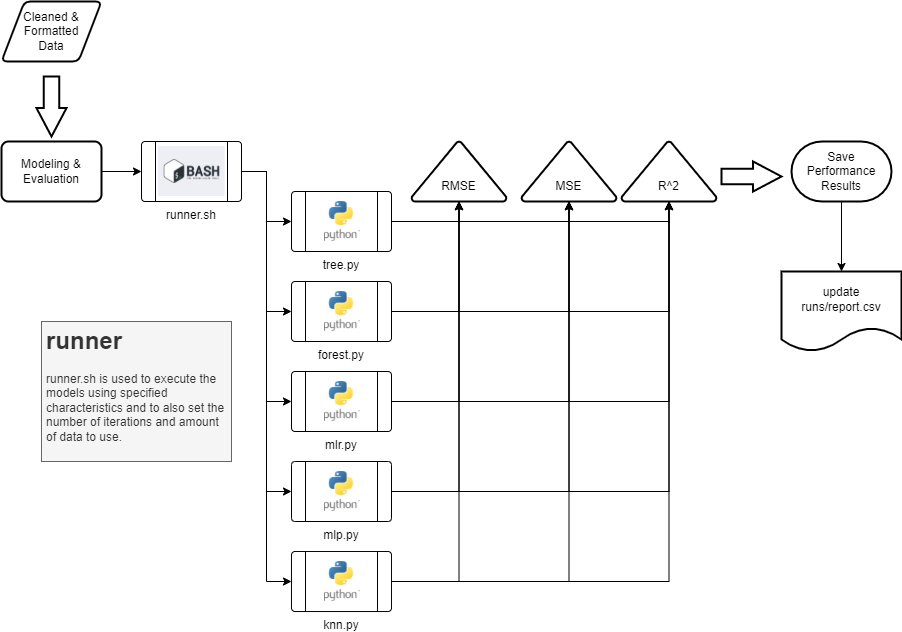 Cleaned &
Formatted
Data
Modeling &
Evaluation
BASH
runner.sh
RMSE
MSE
R^2
Save
Performance
Results
python
tree.py
update
runs/report.csv
python
forest.py
runner
runner.sh is used to execute the
models using specified
characteristics and to also set the
number of iterations and amount
of data to use.
python
mlr.py
python
mlp.py
python
knn.py